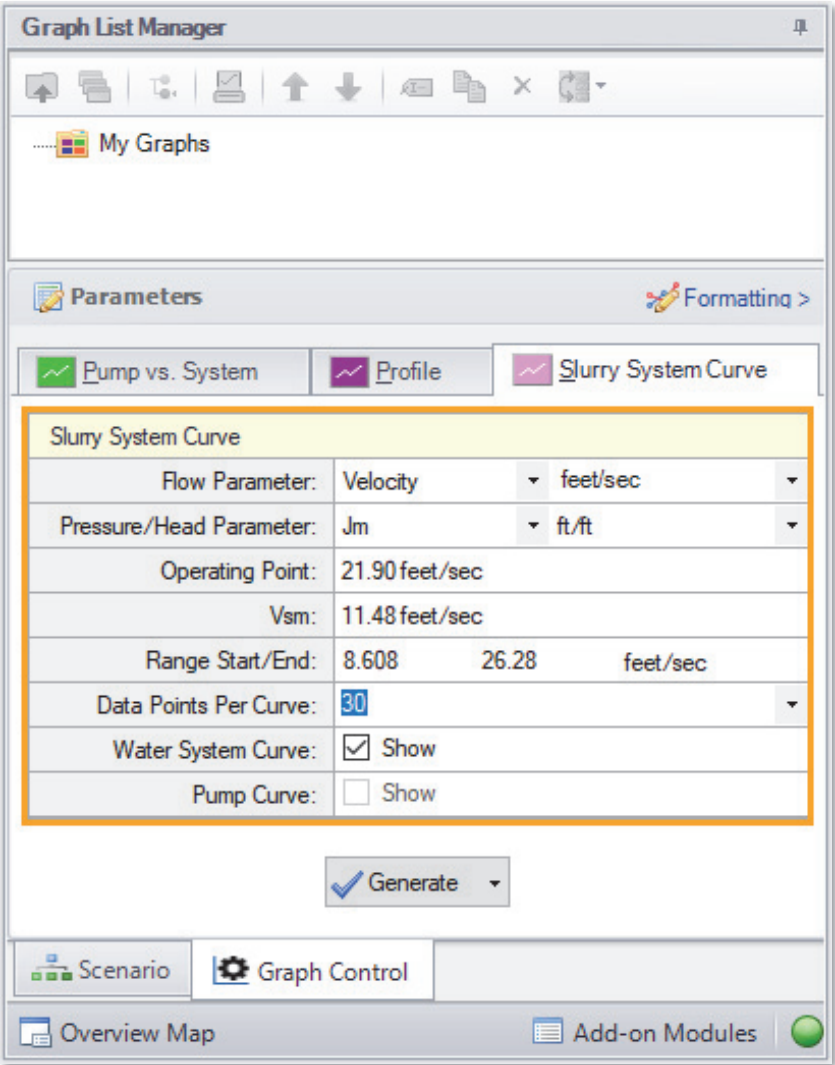 Graph List Manager
My Graphs
Parameters Formatting >
Pump vs. System Profile Slurry System Curve
Slurry System Curve
Flow Parameter: Velocity feet/sec
Pressure/Head Parameter: Jm ft/ft
Operating Point: 21.90 feet/sec
Vsm: 11.48 feet/sec
Range Start/End: 8.608 26.28 feet/sec
Data Points Per Curve: 30
Water System Curve: Show
Pump Curve: Show
Generate
Scenario Graph Control
Overview Map Add-on Modules